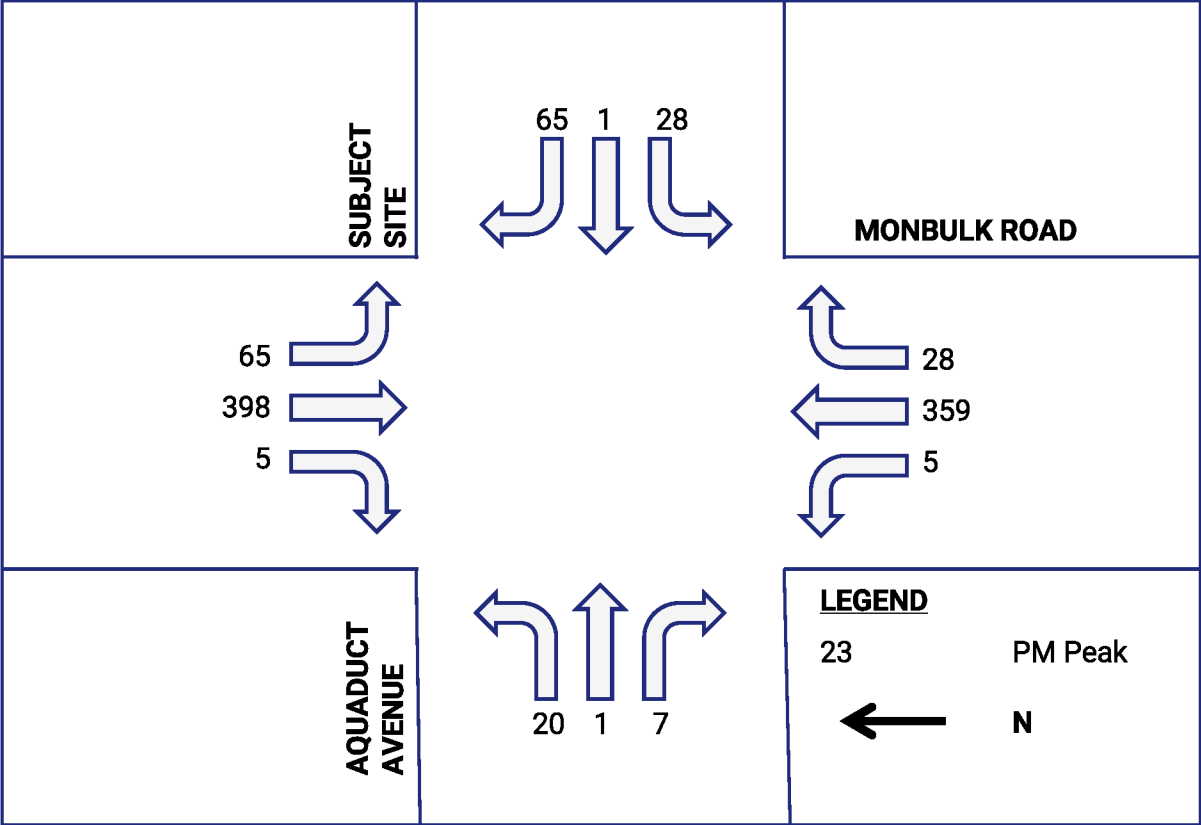 65 1 28
SUBJECT
SITE
MONBULK ROAD
65
398
5
28
359
5
AQUADUCT
AVENUE
20 1 7
LEGEND
23 PM Peak
N